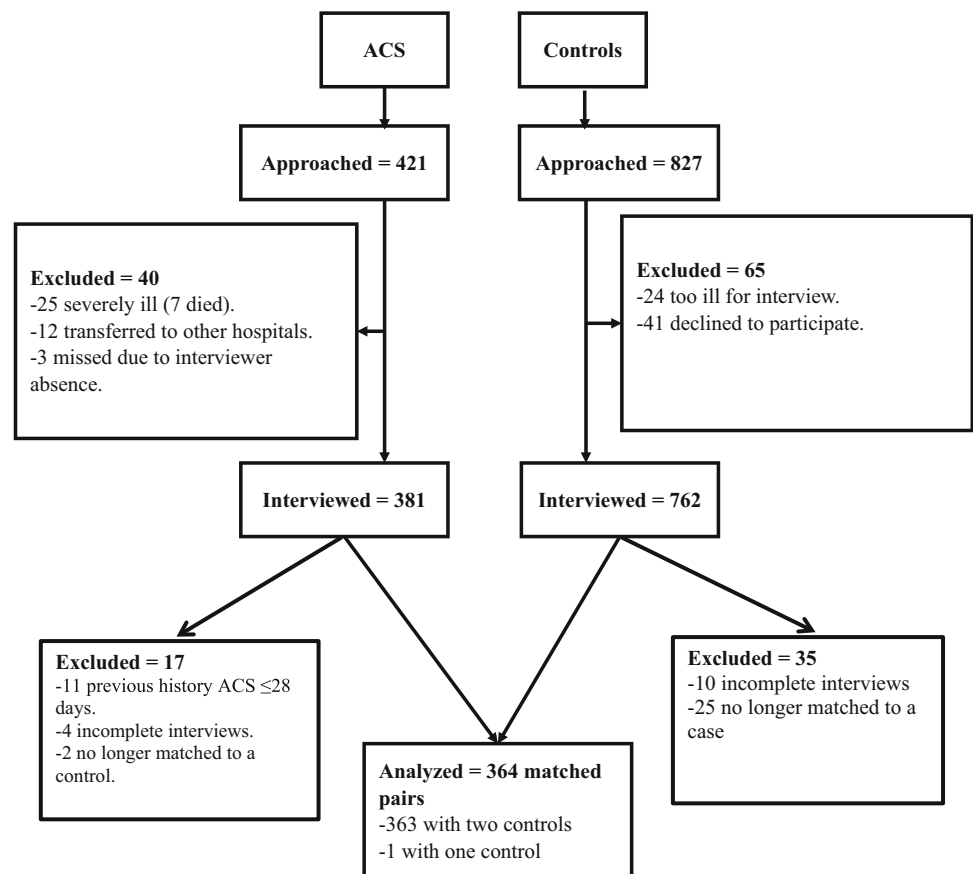 ACS
Controls
Approached = 421
Approached = 827
Excluded = 40
-25 severely ill (7 died).
-12 transferred to other hospitals.
-3 missed due to interviewer
absence.
Excluded = 65
-24 too ill for interview.
-41 declined to participate.
Interviewed = 381
Interviewed = 762
Excluded = 17
-11 previous history ACS ≤28
days.
-4 incomplete interviews.
-2 no longer matched to a
control.
Excluded = 35
-10 incomplete interviews
-25 no longer matched to a
case
Analyzed = 364 matched
pairs
-363 with two controls
-1 with one control